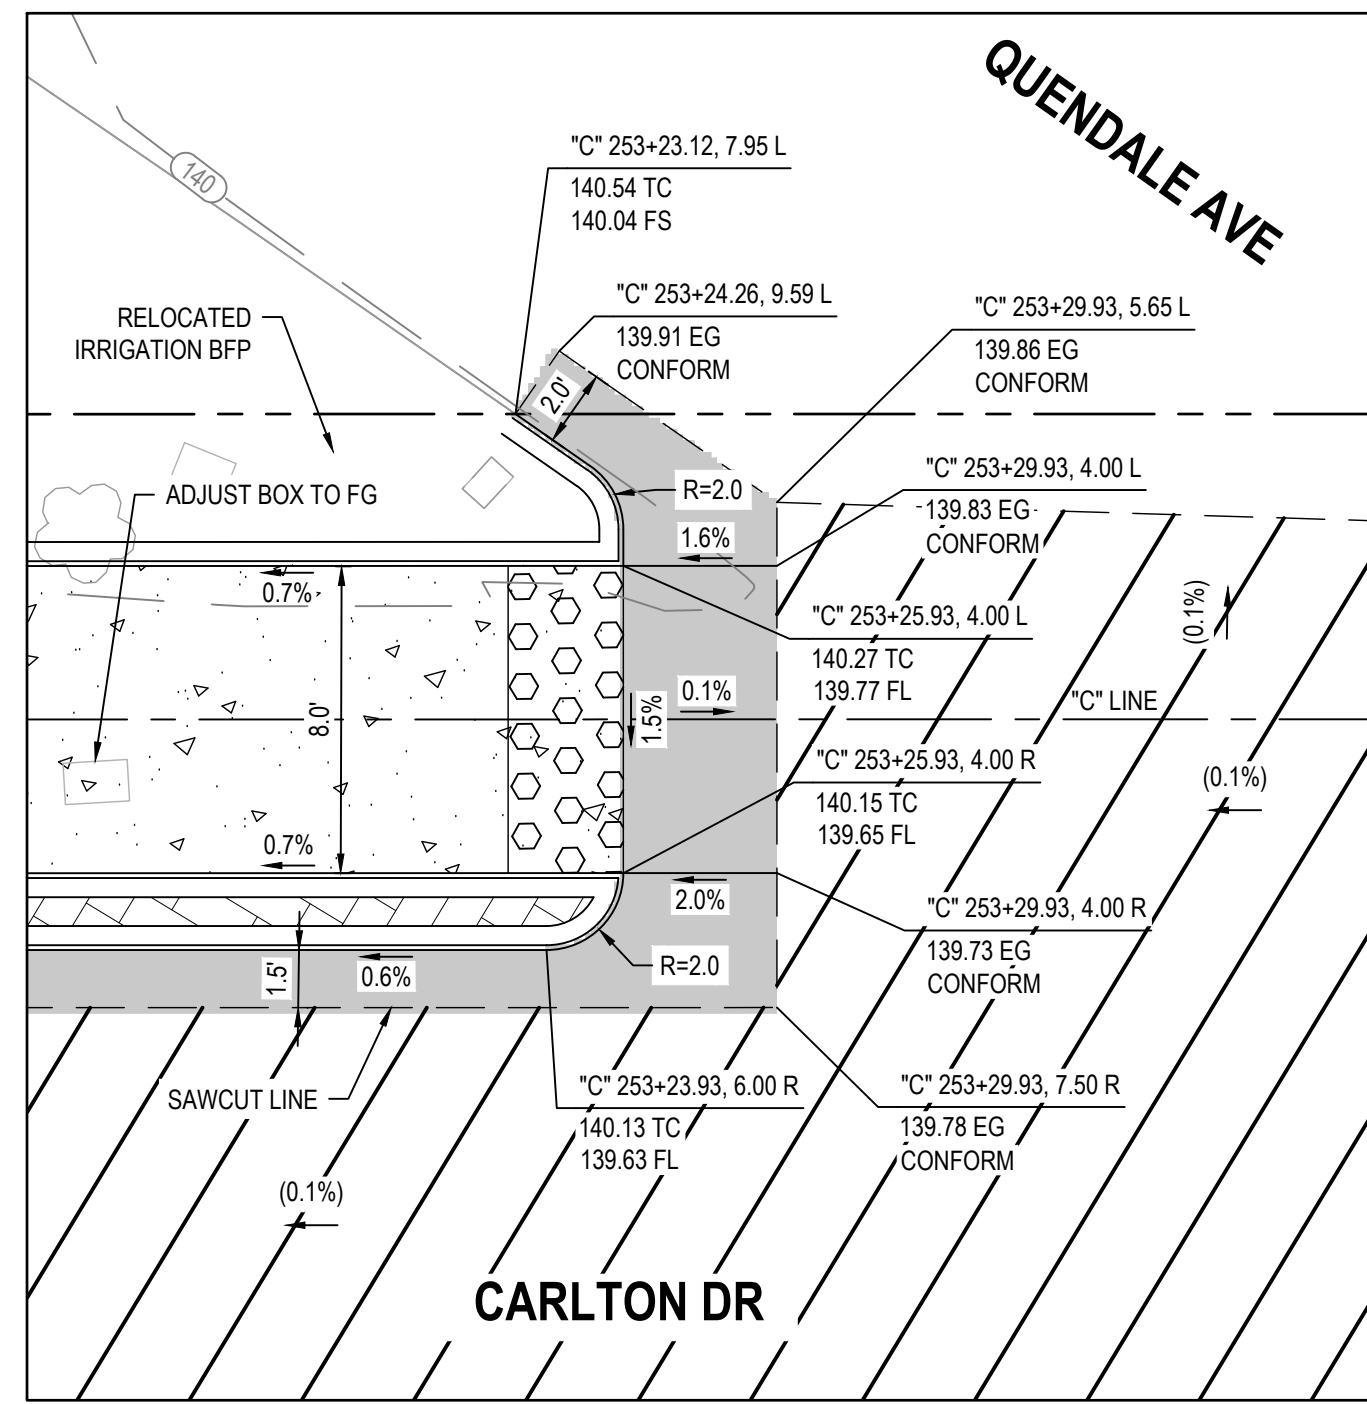 QUENDALE AVE
"C" 253+23.12, 7.95 L
140.54 TC
140.04 FS
140
"C" 253+24.26, 9.59 L
139.91 EG
CONFORM
"C" 253+29.93, 5.65 L
139.86 EG
CONFORM
RELOCATED
IRRIGATION BFP
2.0'
"C" 253+29.93, 4.00 L
139.83 EG
CONFORM
ADJUST BOX TO FG
R=2.0
1.6%
0.7%
(0.1%)
"C" 253+25.93, 4.00 L
140.27 TC
139.77 FL
8.0'
0.1%
1.5%
"C" LINE
"C" 253+25.93, 4.00 R
140.15 TC
139.65 FL
(0.1%)
0.7%
2.0%
"C" 253+29.93, 4.00 R
139.73 EG
CONFORM
1.5'
0.6%
R=2.0
SAWCUT LINE
"C" 253+23.93, 6.00 R
140.13 TC
139.63 FL
"C" 253+29.93, 7.50 R
139.78 EG
CONFORM
(0.1%)
CARLTON DR